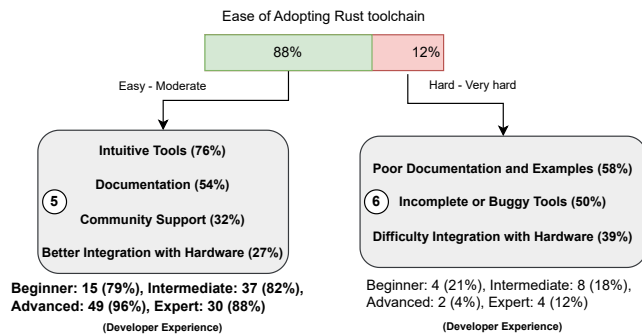 Ease of Adopting Rust toolchain
88%
12%
Easy - Moderate
Hard - Very hard
Intuitive Tools (76%)
Documentation (54%)
5
Community Support (32%)
Better Integration with Hardware (27%)
Poor Documentation and Examples (58%)
6
Incomplete or Buggy Tools (50%)
Difficulty Integration with Hardware (39%)
Beginner: 15 (79%), Intermediate: 37 (82%),
Advanced: 49 (96%), Expert: 30 (88%)
(Developer Experience)
Beginner: 4 (21%), Intermediate: 8 (18%),
Advanced: 2 (4%), Expert: 4 (12%)
(Developer Experience)